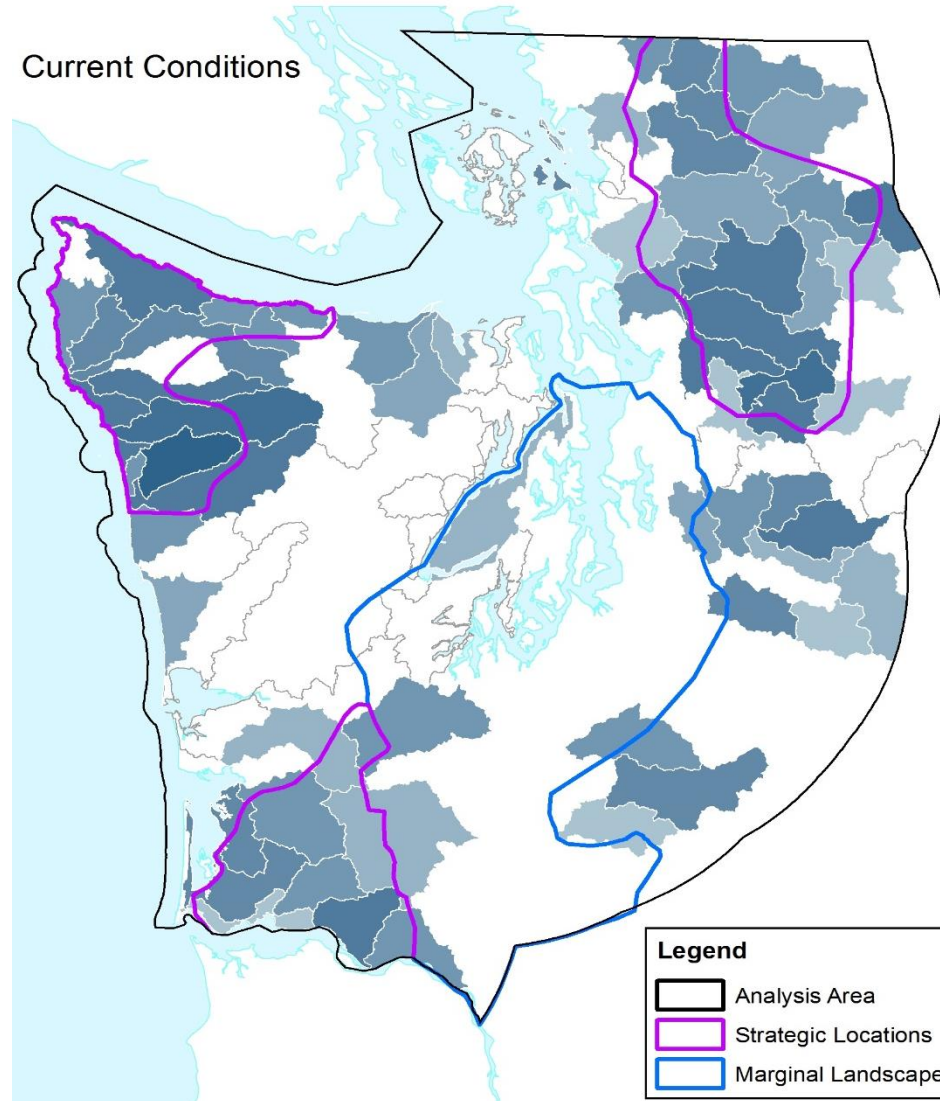 Current Conditions
Legend
Analysis Area
Strategic Locations
Marginal Landscape